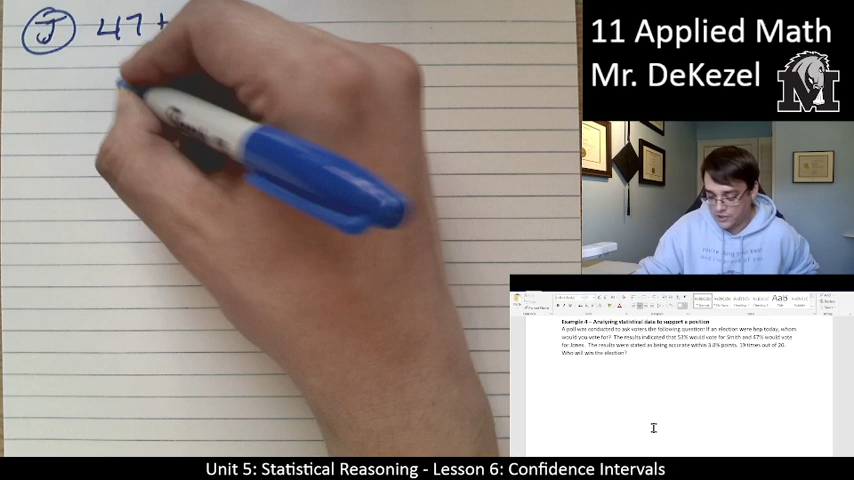 J 47 +
11 Applied Math
Mr. DeKezel
M
Example 4 – Analyzing statistical data to support a position
A poll was conducted to ask voters the following question: If an election were hep today, whom
would you vote for? The results indicated that 53% would vote for Smith and 47% would vote
for Jones. The results were stated as being accurate within 3.8% points, 19 times out of 20.
Who will win the election?
Unit 5: Statistical Reasoning - Lesson 6: Confidence Intervals